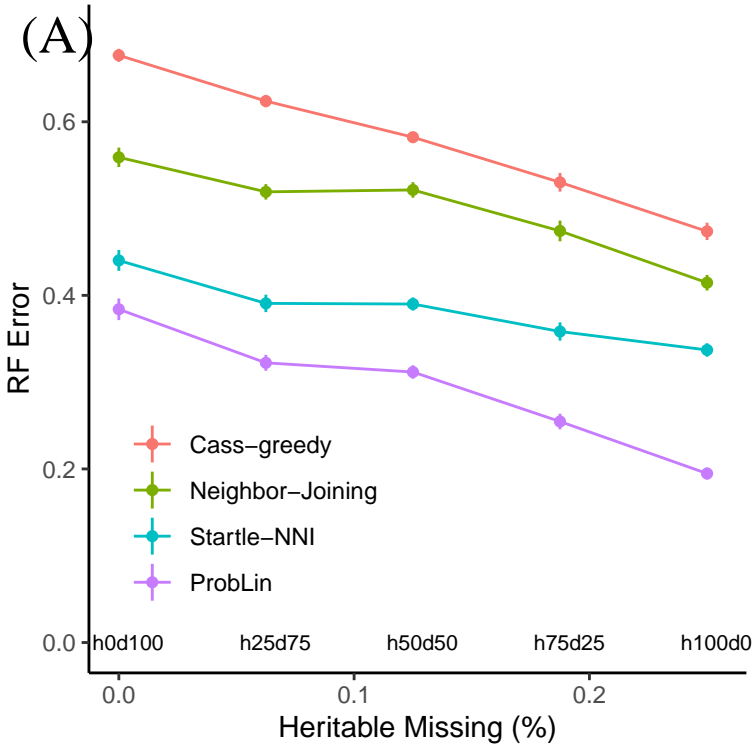 (A)
0.6
0.4
0.2
0.0
RF Error
Cass−greedy
Neighbor−Joining
Startle−NNI
ProbLin
h0d100 h25d75 h50d50 h75d25 h100d0
0.0 0.1 0.2
Heritable Missing (%)